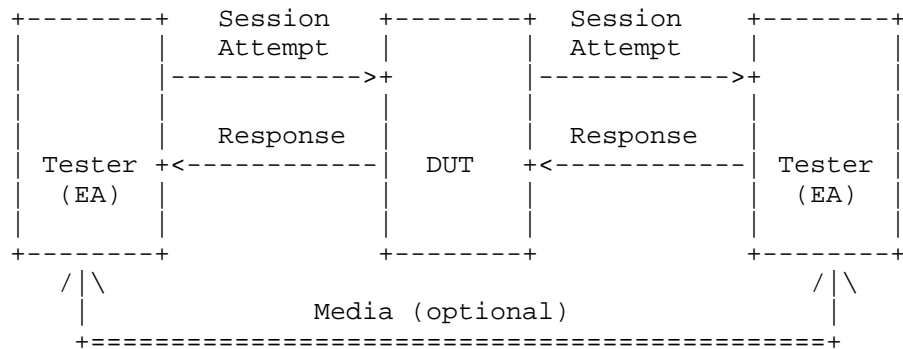 Session Session
Attempt Attempt
Response Response
Tester DUT Tester
(EA) (EA)
Media (optional)